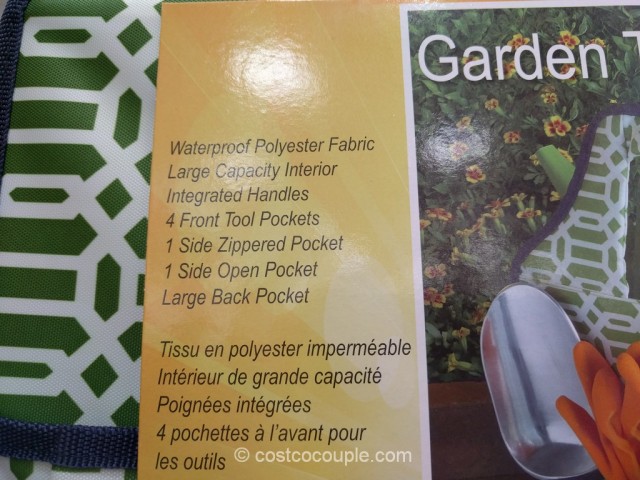 Garden
Waterproof Polyester Fabric
Large Capacity Interior
Integrated Handles
4 Front Tool Pockets
1 Side Zippered Pocket
1 Side Open Pocket
Large Back Pocket
Tissu en polyester imperméable
Intérieur de grande capacité
Poignées intégrées
4 pochettes à l'avant pour
les outils
© costcocouple.com